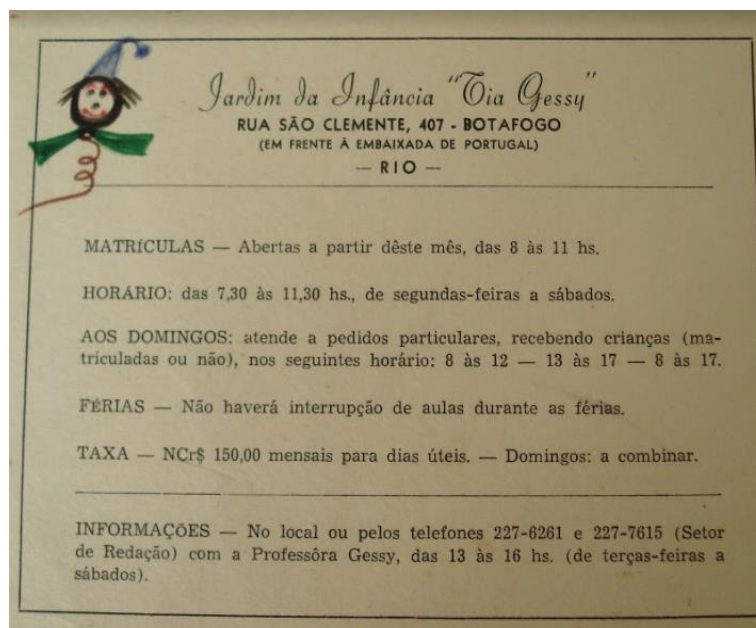 Jardim da Infância "Tia Gessy"
RUA SÃO CLEMENTE, 407 - BOTAFOGO
(EM FRENTE À EMBAIXADA DE PORTUGAL)
— RIO —
MATRÍCULAS — Abertas a partir dêste mês, das 8 às 11 hs.
HORÁRIO: das 7,30 às 11,30 hs., de segundas-feiras a sábados.
AOS DOMINGOS: atende a pedidos particulares, recebendo crianças (ma-
trículadas ou não), nos seguintes horário: 8 às 12 — 13 às 17 — 8 às 17.
FÉRIAS — Não haverá interrupção de aulas durante as férias.
TAXA — NCr$ 150,00 mensais para dias úteis. — Domingos: a combinar.
INFORMAÇÕES — No local ou pelos telefones 227-6261 e 227-7615 (Setor
de Redação) com a Professôra Gessy, das 13 às 16 hs. (de terças-feiras a
sábados).